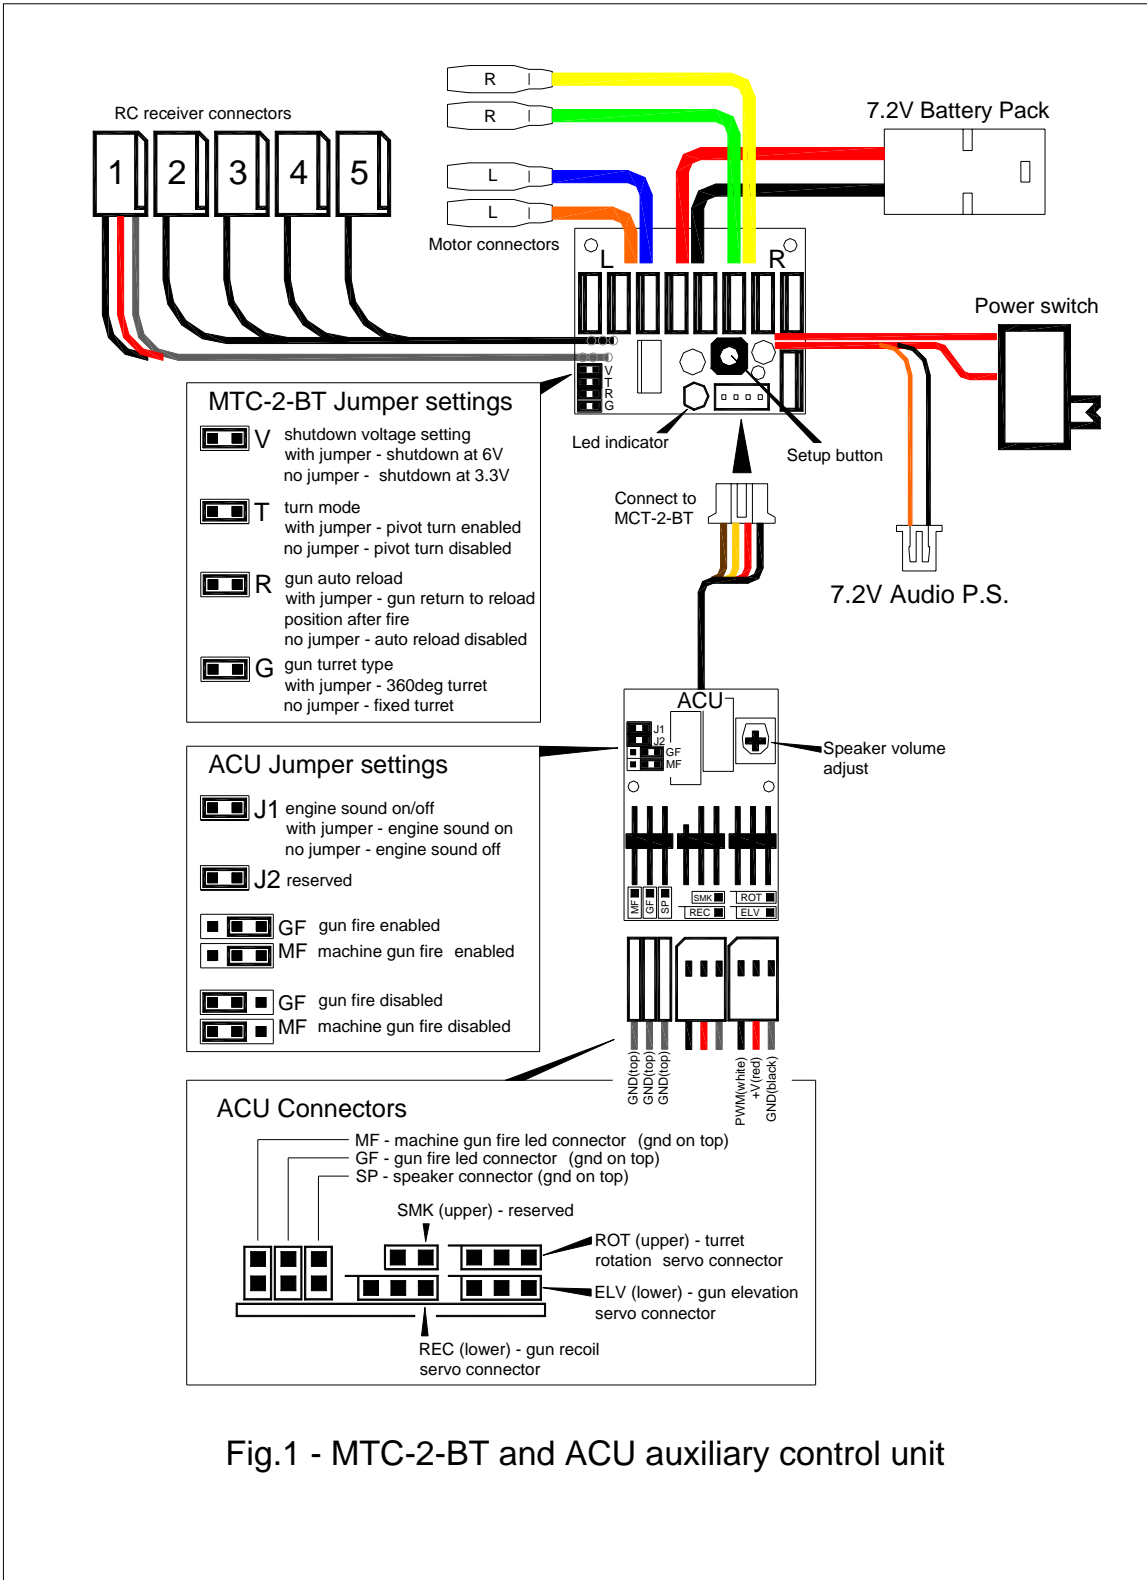 RC receiver connectors
1
2
3
4
5
R
R
L
L
Motor connectors
7.2V Battery Pack
L
R
V
T
R
G
Power switch
Led indicator
Setup button
Connect to
MCT-2-BT
7.2V Audio P.S.
MTC-2-BT Jumper settings
V shutdown voltage setting
with jumper - shutdown at 6V
no jumper - shutdown at 3.3V
T turn mode
with jumper - pivot turn enabled
no jumper - pivot turn disabled
R gun auto reload
with jumper - gun return to reload
position after fire
no jumper - auto reload disabled
G gun turret type
with jumper - 360deg turret
no jumper - fixed turret
ACU
J1
J2
GF
MF
Speaker volume
adjust
MF
GF
SP
SMK
REC
ROT
ELV
ACU Jumper settings
J1 engine sound on/off
with jumper - engine sound on
no jumper - engine sound off
J2 reserved
GF gun fire enabled
MF machine gun fire enabled
GF gun fire disabled
MF machine gun fire disabled
GND(top)
GND(top)
GND(top)
PWM(white)
+V(red)
GND(black)
ACU Connectors
MF - machine gun fire led connector (gnd on top)
GF - gun fire led connector (gnd on top)
SP - speaker connector (gnd on top)
SMK (upper) - reserved
ROT (upper) - turret
rotation servo connector
ELV (lower) - gun elevation
servo connector
REC (lower) - gun recoil
servo connector
Fig.1 - MTC-2-BT and ACU auxiliary control unit